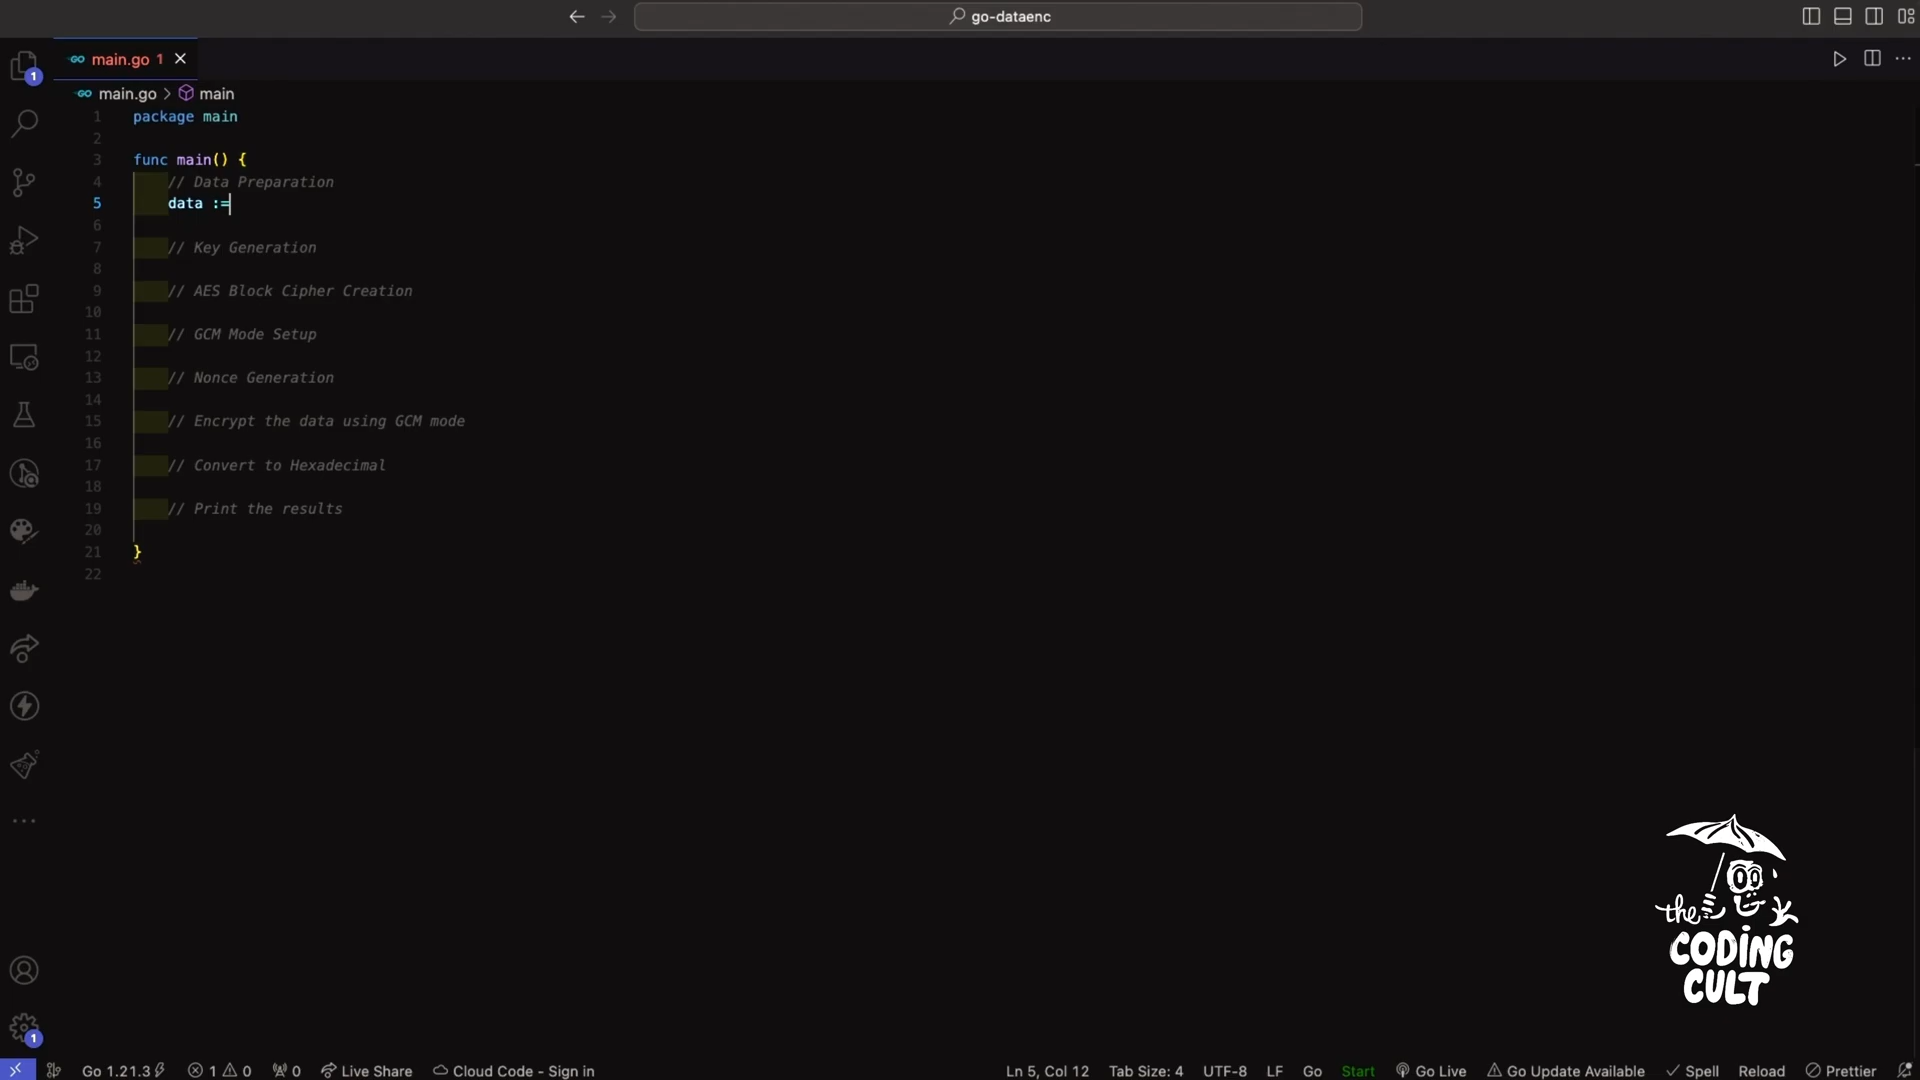 go-dataenc
main.go 1
main.go > main
1 package main
2
3 func main() {
4 // Data Preparation
5 data :=
6
7 // Key Generation
8
9 // AES Block Cipher Creation
10
11 // GCM Mode Setup
12
13 // Nonce Generation
14
15 // Encrypt the data using GCM mode
16
17 // Convert to Hexadecimal
18
19 // Print the results
20
21 }
22
1
1
the
CODING
CULT
Go 1.21.3 1 0 0 Live Share Cloud Code - Sign in Ln 5, Col 12 Tab Size: 4 UTF-8 LF Go Start Go Live Go Update Available Spell Reload Prettier